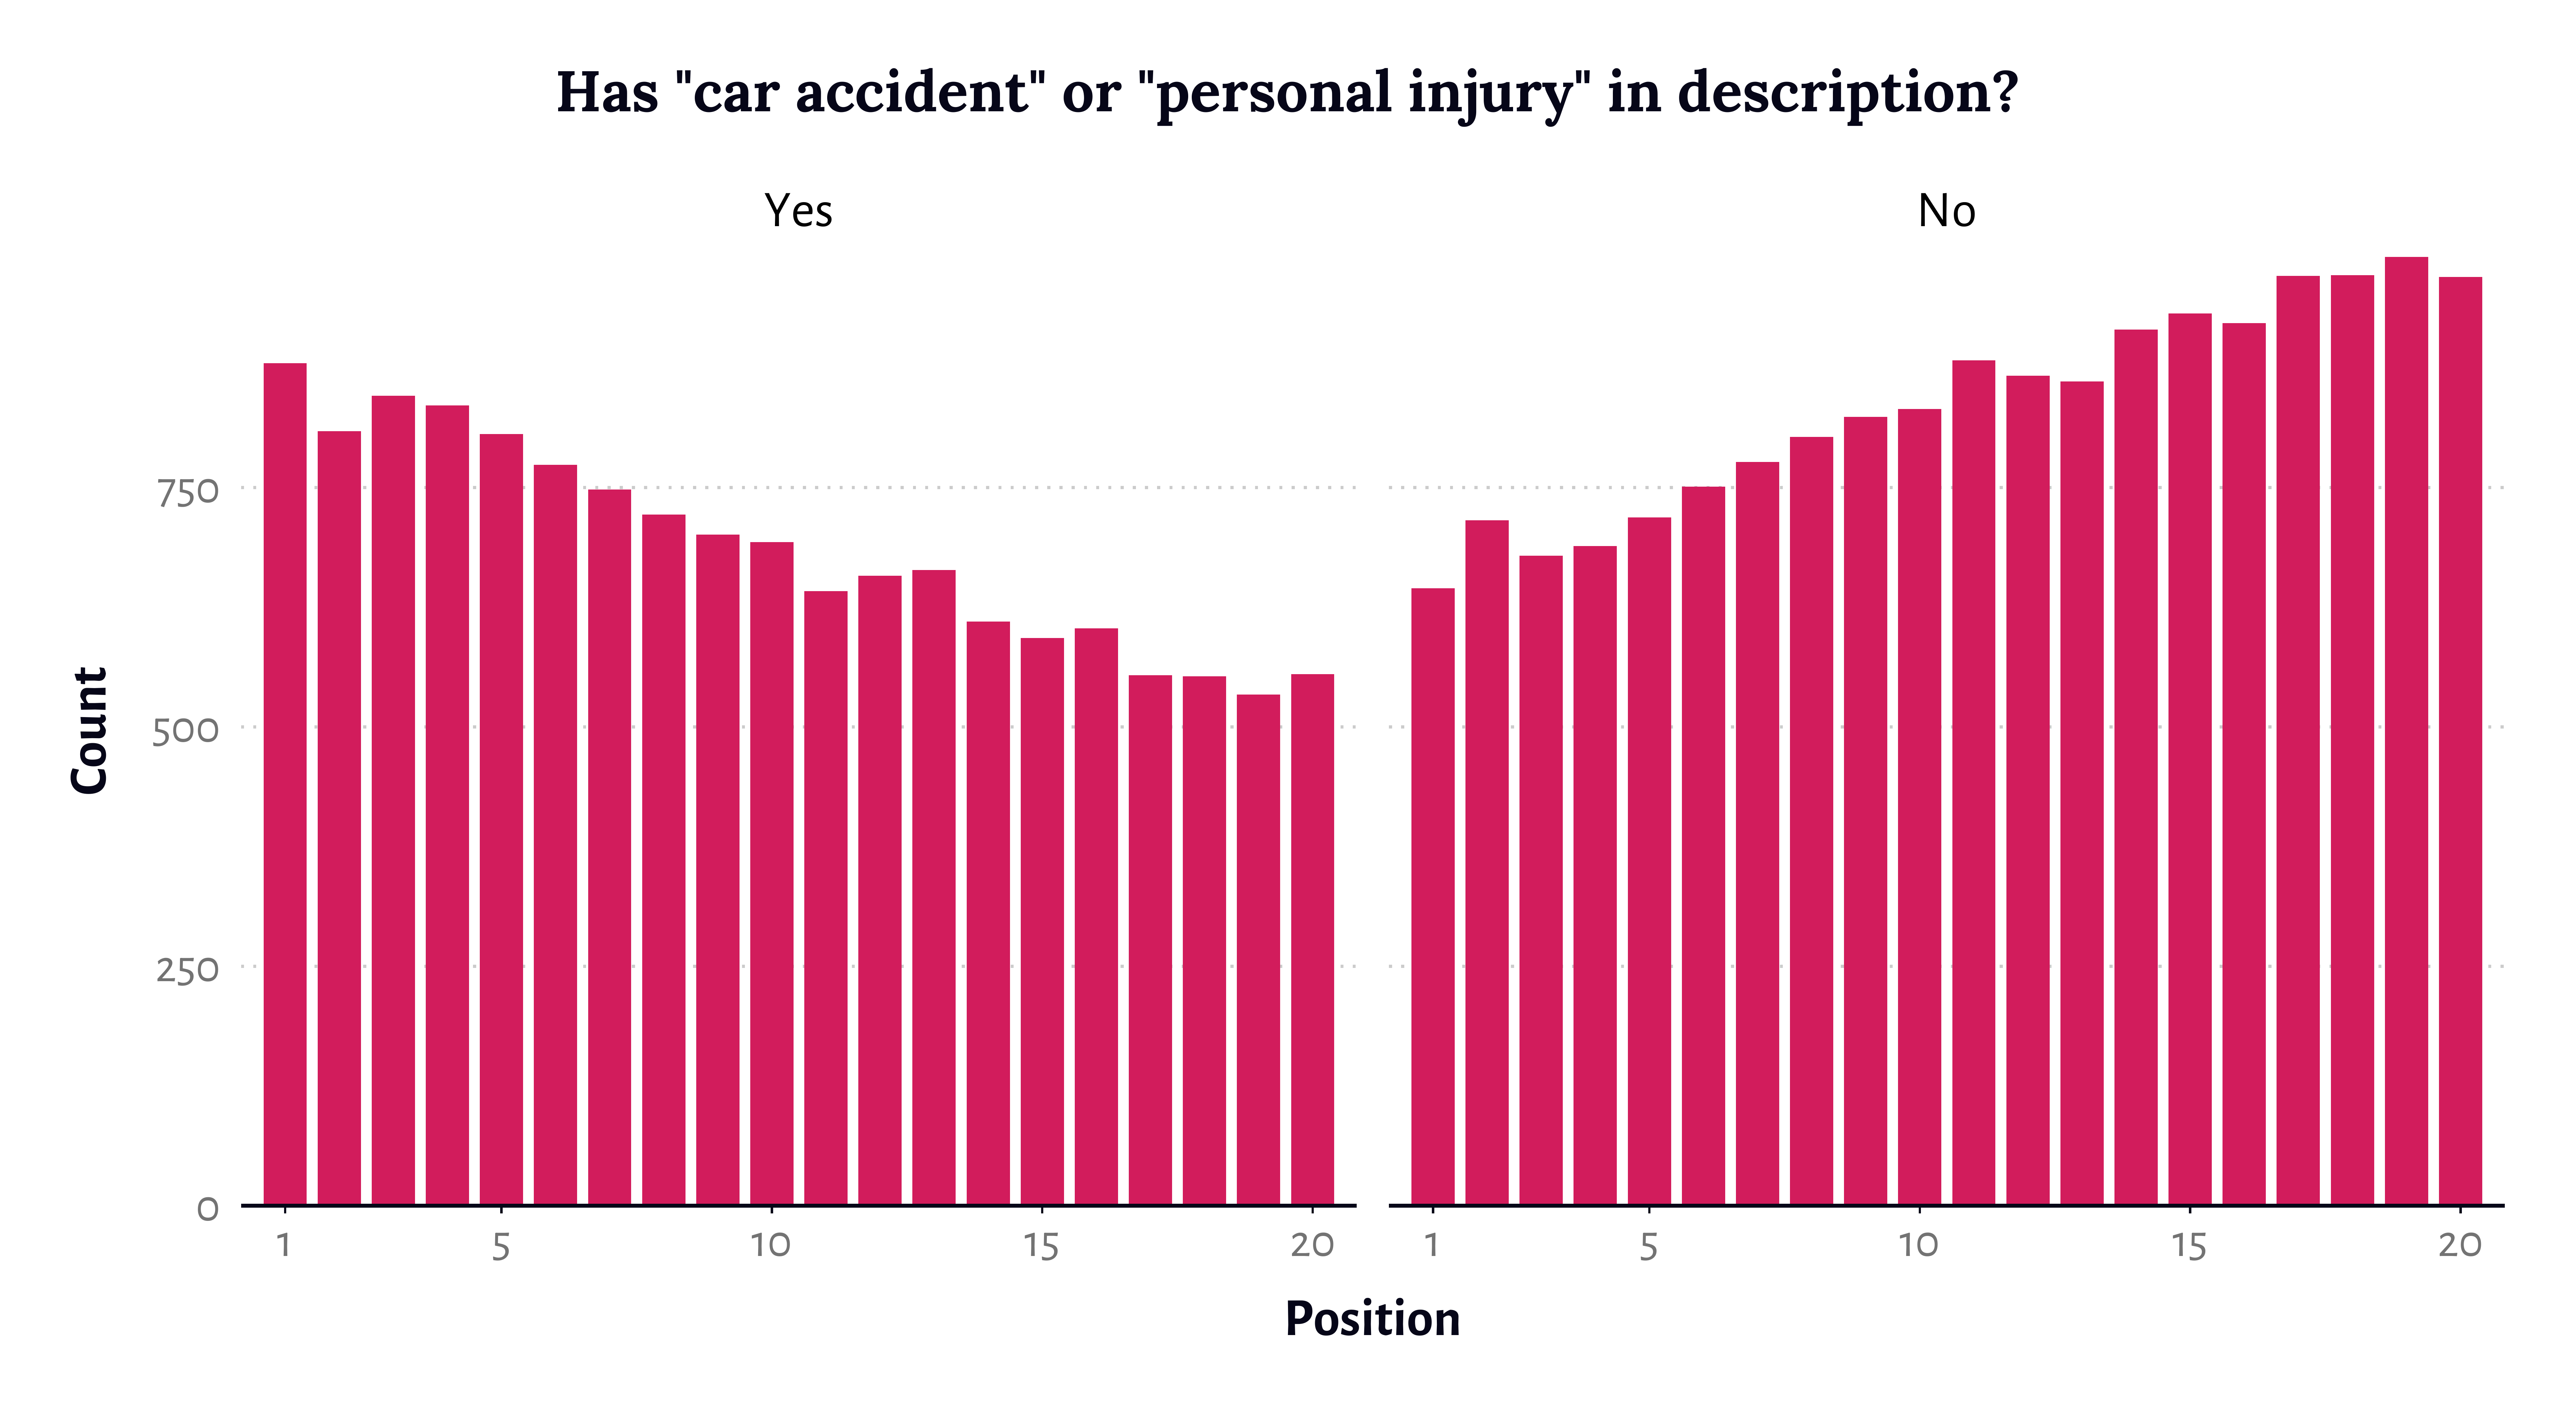 Has "car accident" or "personal injury" in description?
Yes
No
Count
750
500
250
0
1 5 10 15 20
1 5 10 15 20
Position